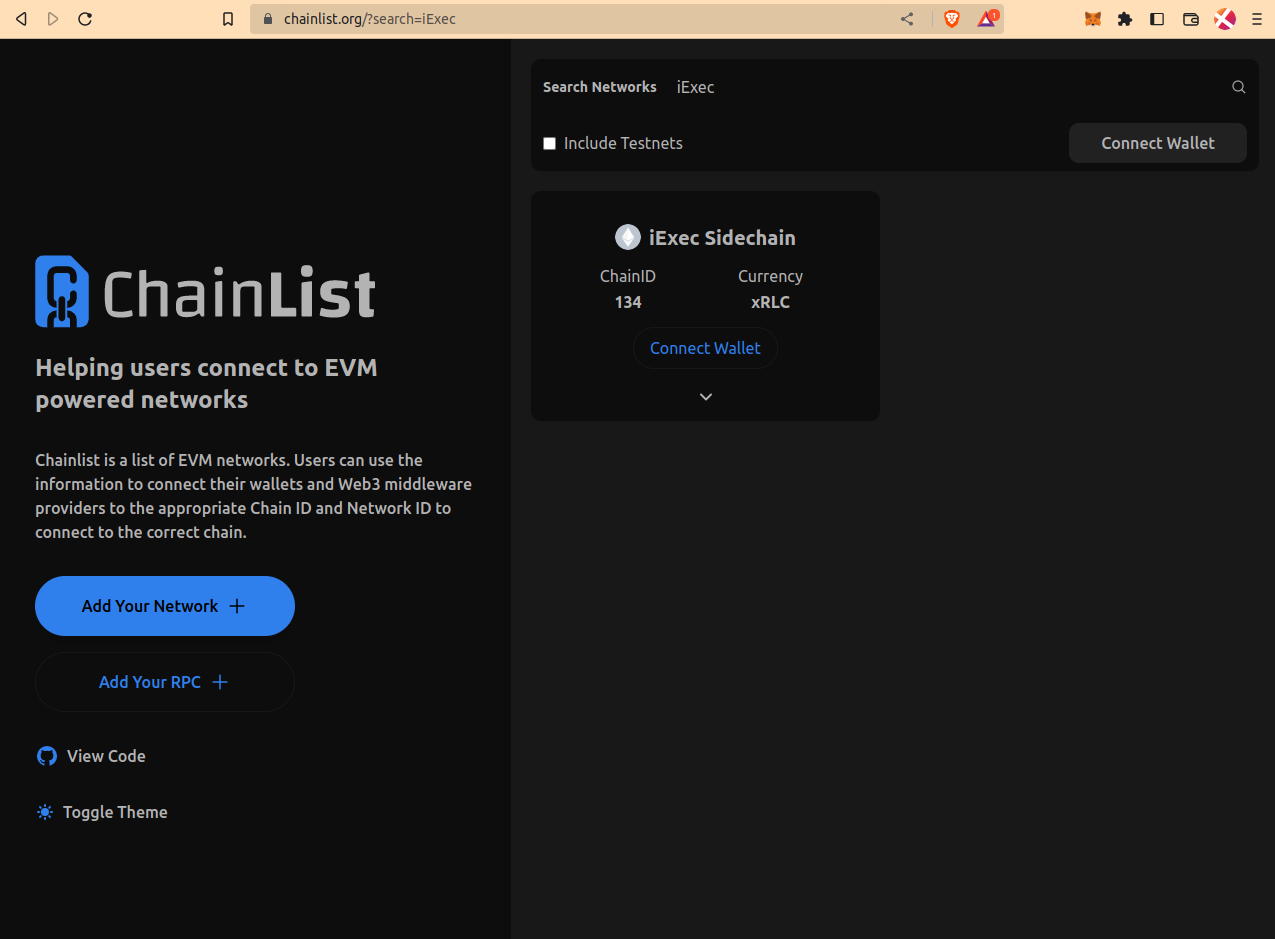 chainlist.org/?search=iExec
1
Search Networks iExec
Include Testnets
Connect Wallet
iExec Sidechain
ChainID Currency
134 xRLC
Connect Wallet
ChainList
Helping users connect to EVM
powered networks
Chainlist is a list of EVM networks. Users can use the
information to connect their wallets and Web3 middleware
providers to the appropriate Chain ID and Network ID to
connect to the correct chain.
Add Your Network
Add Your RPC
View Code
Toggle Theme